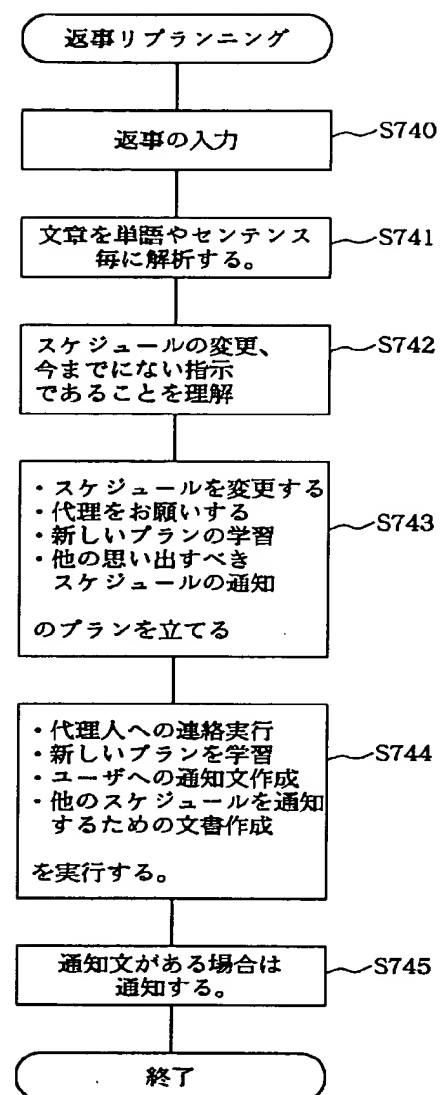 返事リプランニング
返事の入力
S740
文章を単語やセンテンス
毎に解析する。
S741
スケジュールの変更、
今までにない指示
であることを理解
S742
・スケジュールを変更する
・代理をお願いする
・新しいプランの学習
・他の思い出すべき
スケジュールの通知
のプランを立てる
S743
・代理人への連絡実行
・新しいプランを学習
・ユーザへの通知文作成
・他のスケジュールを通知
するための文書作成
を実行する。
S744
通知文がある場合は
通知する。
S745
終了